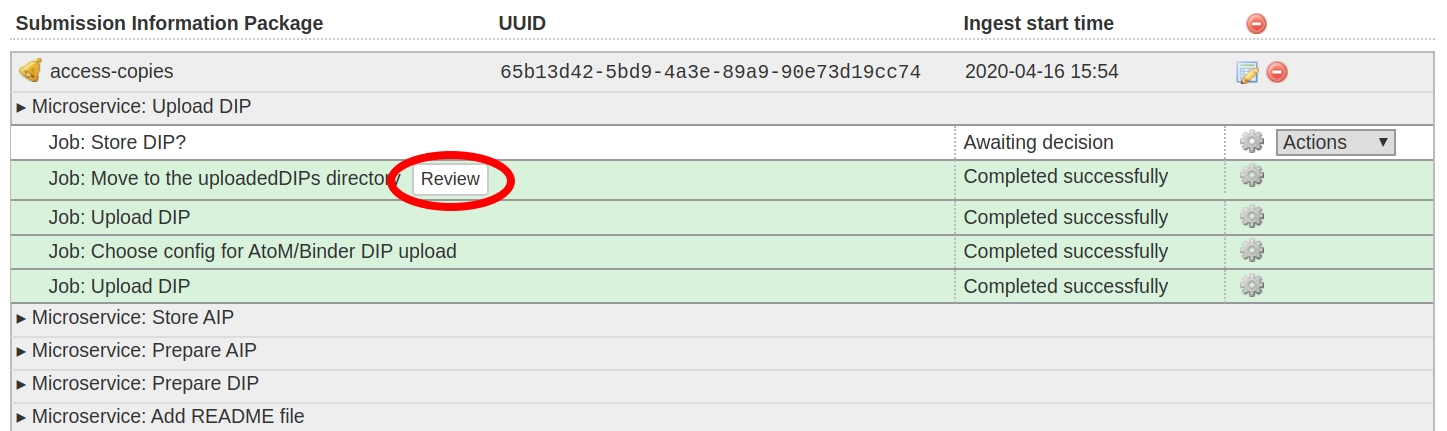 Submission Information Package UUID Ingest start time
access-copies 65b13d42-5bd9-4a3e-89a9-90e73d19cc74 2020-04-16 15:54
▸ Microservice: Upload DIP
Job: Store DIP? Awaiting decision Actions ▼
Job: Move to the uploadedDIPs directory Review Completed successfully
Job: Upload DIP Completed successfully
Job: Choose config for AtoM/Binder DIP upload Completed successfully
Job: Upload DIP Completed successfully
▸ Microservice: Store AIP
▸ Microservice: Prepare AIP
▸ Microservice: Prepare DIP
▸ Microservice: Add README file